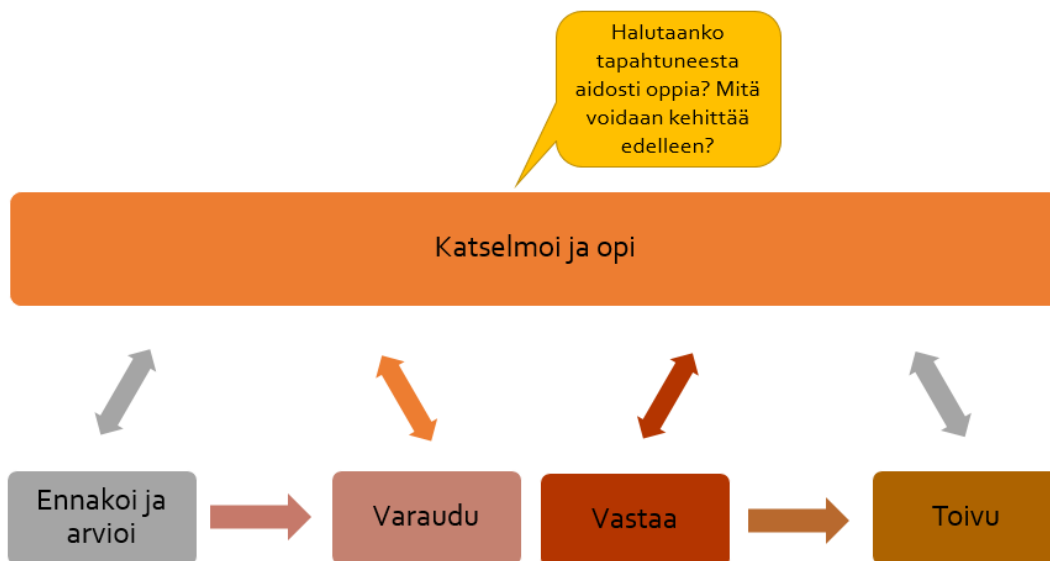 Halutaanko
tapahtuneesta
aidosti oppia? Mitä
voidaan kehittää
edelleen?
Katselmoi ja opi
Ennakoi ja
arvioi
Varaudu
Vastaa
Toivu